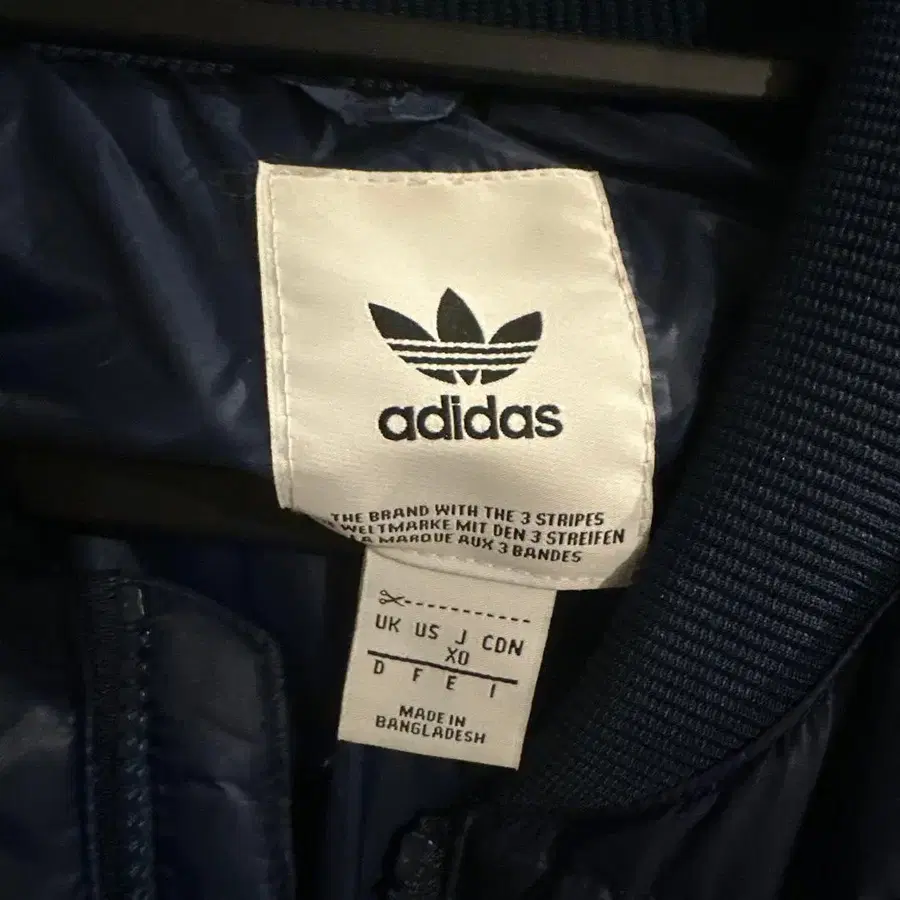 adidas
THE BRAND WITH THE 3 STRIPES
WELTMARKE MIT DEN 3 STREIFEN
LA MARQUE AUX 3 BANDES
UK US J CDN
XO
D F E I
MADE IN
BANGLADESH